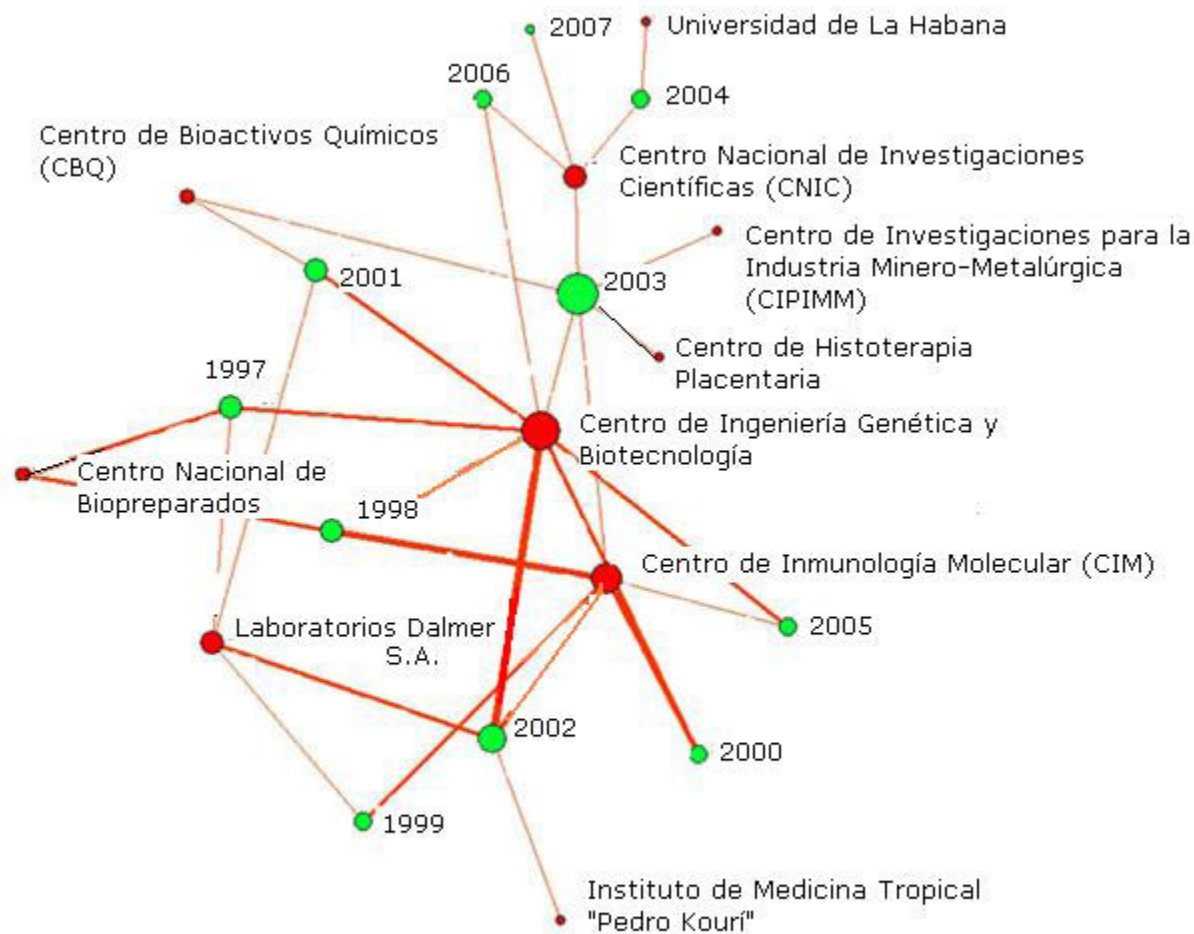 2007
Universidad de La Habana
2006
2004
Centro de Bioactivos Químicos
(CBQ)
Centro Nacional de Investigaciones
Científicas (CNIC)
Centro de Investigaciones para la
Industria Minero-Metalúrgica
(CIPIMM)
2001
2003
Centro de Histoterapia
Placentaria
1997
Centro de Ingeniería Genética y
Biotecnología
Centro Nacional de
Biopreparados
1998
Centro de Inmunología Molecular (CIM)
Laboratorios Dalmer
S.A.
2005
2002
2000
1999
Instituto de Medicina Tropical
"Pedro Kourí"